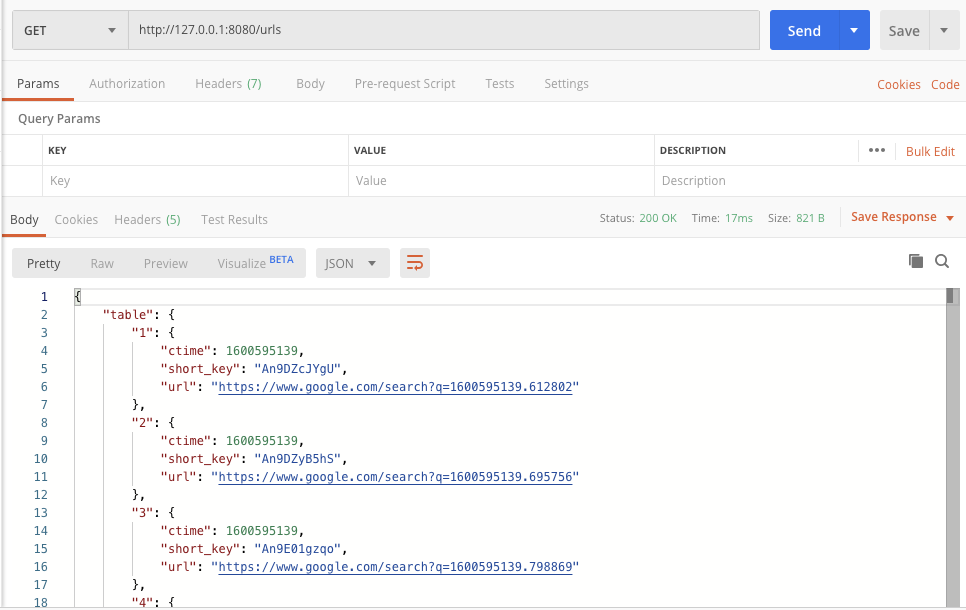 GET http://127.0.0.1:8080/urls Send Save
Params Authorization Headers (7) Body Pre-request Script Tests Settings Cookies Code
Query Params
KEY VALUE DESCRIPTION ••• Bulk Edit
Key Value Description
Body Cookies Headers (5) Test Results Status: 200 OK Time: 17ms Size: 821 B Save Response
Pretty Raw Preview Visualize BETA JSON
1 {
2 "table": {
3 "1": {
4 "ctime": 1600595139,
5 "short_key": "An9DZcJYgU",
6 "url": "https://www.google.com/search?q=1600595139.612802"
7 },
8 "2": {
9 "ctime": 1600595139,
10 "short_key": "An9DZyB5hS",
11 "url": "https://www.google.com/search?q=1600595139.695756"
12 },
13 "3": {
14 "ctime": 1600595139,
15 "short_key": "An9E01gzqo",
16 "url": "https://www.google.com/search?q=1600595139.798869"
17 },
18 "4": {